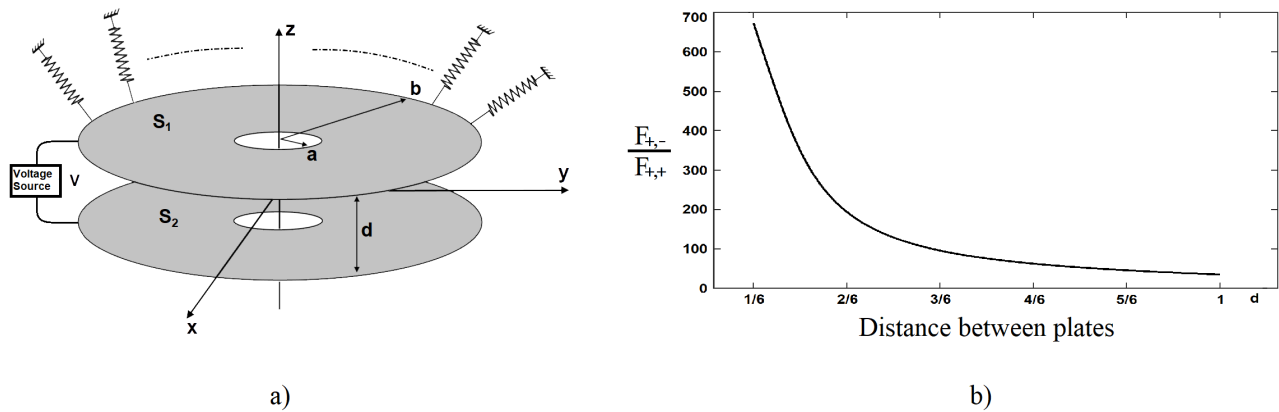 z
b
S1
a
Voltage
Source
V
y
S2
d
x
a)
700
600
500
400
300
200
100
0
F+,-
F+,+
1/6
2/6
3/6
4/6
5/6
1
d
Distance between plates
b)